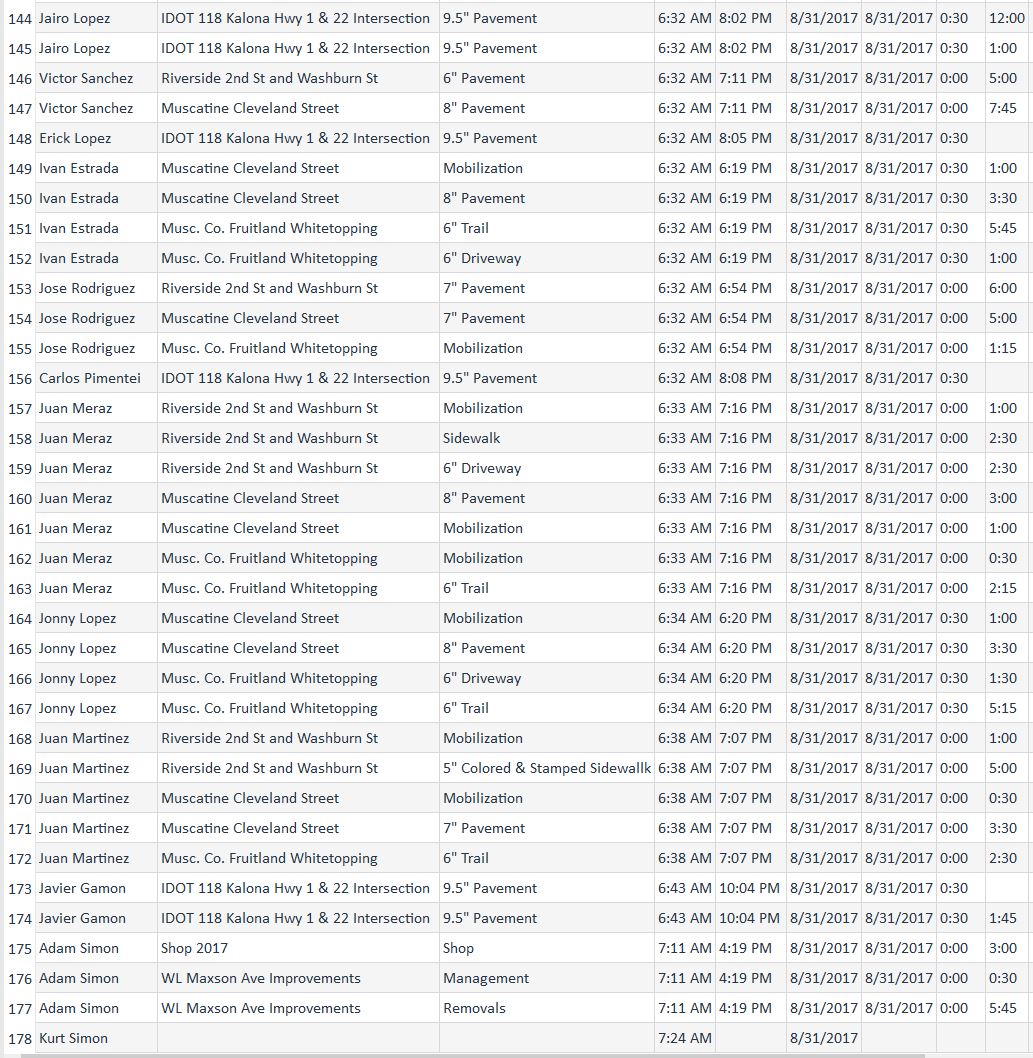 144 Jairo Lopez IDOT 118 Kalona Hwy 1 & 22 Intersection 9.5" Pavement 6:32 AM 8:02 PM 8/31/2017 8/31/2017 0:30 12:00
145 Jairo Lopez IDOT 118 Kalona Hwy 1 & 22 Intersection 9.5" Pavement 6:32 AM 8:02 PM 8/31/2017 8/31/2017 0:30 1:00
146 Victor Sanchez Riverside 2nd St and Washburn St 6" Pavement 6:32 AM 7:11 PM 8/31/2017 8/31/2017 0:00 5:00
147 Victor Sanchez Muscatine Cleveland Street 8" Pavement 6:32 AM 7:11 PM 8/31/2017 8/31/2017 0:00 7:45
148 Erick Lopez IDOT 118 Kalona Hwy 1 & 22 Intersection 9.5" Pavement 6:32 AM 8:05 PM 8/31/2017 8/31/2017 0:30
149 Ivan Estrada Muscatine Cleveland Street Mobilization 6:32 AM 6:19 PM 8/31/2017 8/31/2017 0:30 1:00
150 Ivan Estrada Muscatine Cleveland Street 8" Pavement 6:32 AM 6:19 PM 8/31/2017 8/31/2017 0:30 3:30
151 Ivan Estrada Musc. Co. Fruitland Whitetopping 6" Trail 6:32 AM 6:19 PM 8/31/2017 8/31/2017 0:30 5:45
152 Ivan Estrada Musc. Co. Fruitland Whitetopping 6" Driveway 6:32 AM 6:19 PM 8/31/2017 8/31/2017 0:30 1:00
153 Jose Rodriguez Riverside 2nd St and Washburn St 7" Pavement 6:32 AM 6:54 PM 8/31/2017 8/31/2017 0:00 6:00
154 Jose Rodriguez Muscatine Cleveland Street 7" Pavement 6:32 AM 6:54 PM 8/31/2017 8/31/2017 0:00 5:00
155 Jose Rodriguez Musc. Co. Fruitland Whitetopping Mobilization 6:32 AM 6:54 PM 8/31/2017 8/31/2017 0:00 1:15
156 Carlos Pimentei IDOT 118 Kalona Hwy 1 & 22 Intersection 9.5" Pavement 6:32 AM 8:08 PM 8/31/2017 8/31/2017 0:30
157 Juan Meraz Riverside 2nd St and Washburn St Mobilization 6:33 AM 7:16 PM 8/31/2017 8/31/2017 0:00 1:00
158 Juan Meraz Riverside 2nd St and Washburn St Sidewalk 6:33 AM 7:16 PM 8/31/2017 8/31/2017 0:00 2:30
159 Juan Meraz Riverside 2nd St and Washburn St 6" Driveway 6:33 AM 7:16 PM 8/31/2017 8/31/2017 0:00 2:30
160 Juan Meraz Muscatine Cleveland Street 8" Pavement 6:33 AM 7:16 PM 8/31/2017 8/31/2017 0:00 3:00
161 Juan Meraz Muscatine Cleveland Street Mobilization 6:33 AM 7:16 PM 8/31/2017 8/31/2017 0:00 1:00
162 Juan Meraz Musc. Co. Fruitland Whitetopping Mobilization 6:33 AM 7:16 PM 8/31/2017 8/31/2017 0:00 0:30
163 Juan Meraz Musc. Co. Fruitland Whitetopping 6" Trail 6:33 AM 7:16 PM 8/31/2017 8/31/2017 0:00 2:15
164 Jonny Lopez Muscatine Cleveland Street Mobilization 6:34 AM 6:20 PM 8/31/2017 8/31/2017 0:30 1:00
165 Jonny Lopez Muscatine Cleveland Street 8" Pavement 6:34 AM 6:20 PM 8/31/2017 8/31/2017 0:30 3:30
166 Jonny Lopez Musc. Co. Fruitland Whitetopping 6" Driveway 6:34 AM 6:20 PM 8/31/2017 8/31/2017 0:30 1:30
167 Jonny Lopez Musc. Co. Fruitland Whitetopping 6" Trail 6:34 AM 6:20 PM 8/31/2017 8/31/2017 0:30 5:15
168 Juan Martinez Riverside 2nd St and Washburn St Mobilization 6:38 AM 7:07 PM 8/31/2017 8/31/2017 0:00 1:00
169 Juan Martinez Riverside 2nd St and Washburn St 5" Colored & Stamped Sidewallk 6:38 AM 7:07 PM 8/31/2017 8/31/2017 0:00 5:00
170 Juan Martinez Muscatine Cleveland Street Mobilization 6:38 AM 7:07 PM 8/31/2017 8/31/2017 0:00 0:30
171 Juan Martinez Muscatine Cleveland Street 7" Pavement 6:38 AM 7:07 PM 8/31/2017 8/31/2017 0:00 3:30
172 Juan Martinez Musc. Co. Fruitland Whitetopping 6" Trail 6:38 AM 7:07 PM 8/31/2017 8/31/2017 0:00 2:30
173 Javier Gamon IDOT 118 Kalona Hwy 1 & 22 Intersection 9.5" Pavement 6:43 AM 10:04 PM 8/31/2017 8/31/2017 0:30
174 Javier Gamon IDOT 118 Kalona Hwy 1 & 22 Intersection 9.5" Pavement 6:43 AM 10:04 PM 8/31/2017 8/31/2017 0:30 1:45
175 Adam Simon Shop 2017 Shop 7:11 AM 4:19 PM 8/31/2017 8/31/2017 0:00 3:00
176 Adam Simon WL Maxson Ave Improvements Management 7:11 AM 4:19 PM 8/31/2017 8/31/2017 0:00 0:30
177 Adam Simon WL Maxson Ave Improvements Removals 7:11 AM 4:19 PM 8/31/2017 8/31/2017 0:00 5:45
178 Kurt Simon 7:24 AM 8/31/2017